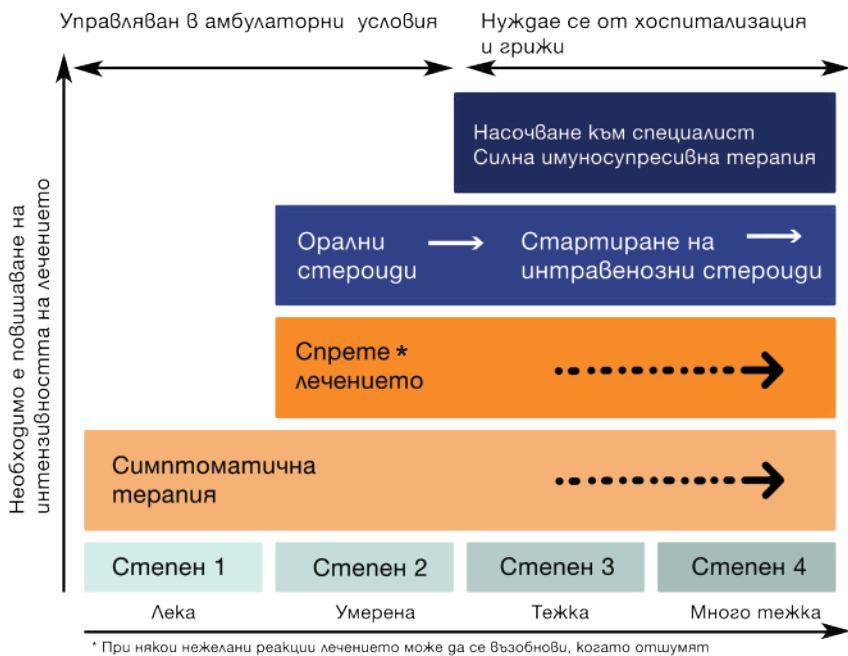 Управляван в амбулаторни условия
Нуждае се от хоспитализация
и грижи
Необходимо е повишаване на
интензивността на лечението
Насочване към специалист
Силна имуносупресивна терапия
Орални
стероиди
Стартиране на
интравенозни стероиди
Спрете *
лечението
Симптоматична
терапия
Степен 1
Степен 2
Степен 3
Степен 4
Лека
Умерена
Тежка
Много тежка
* При някои нежелани реакции лечението може да се възобнови, когато отшумят